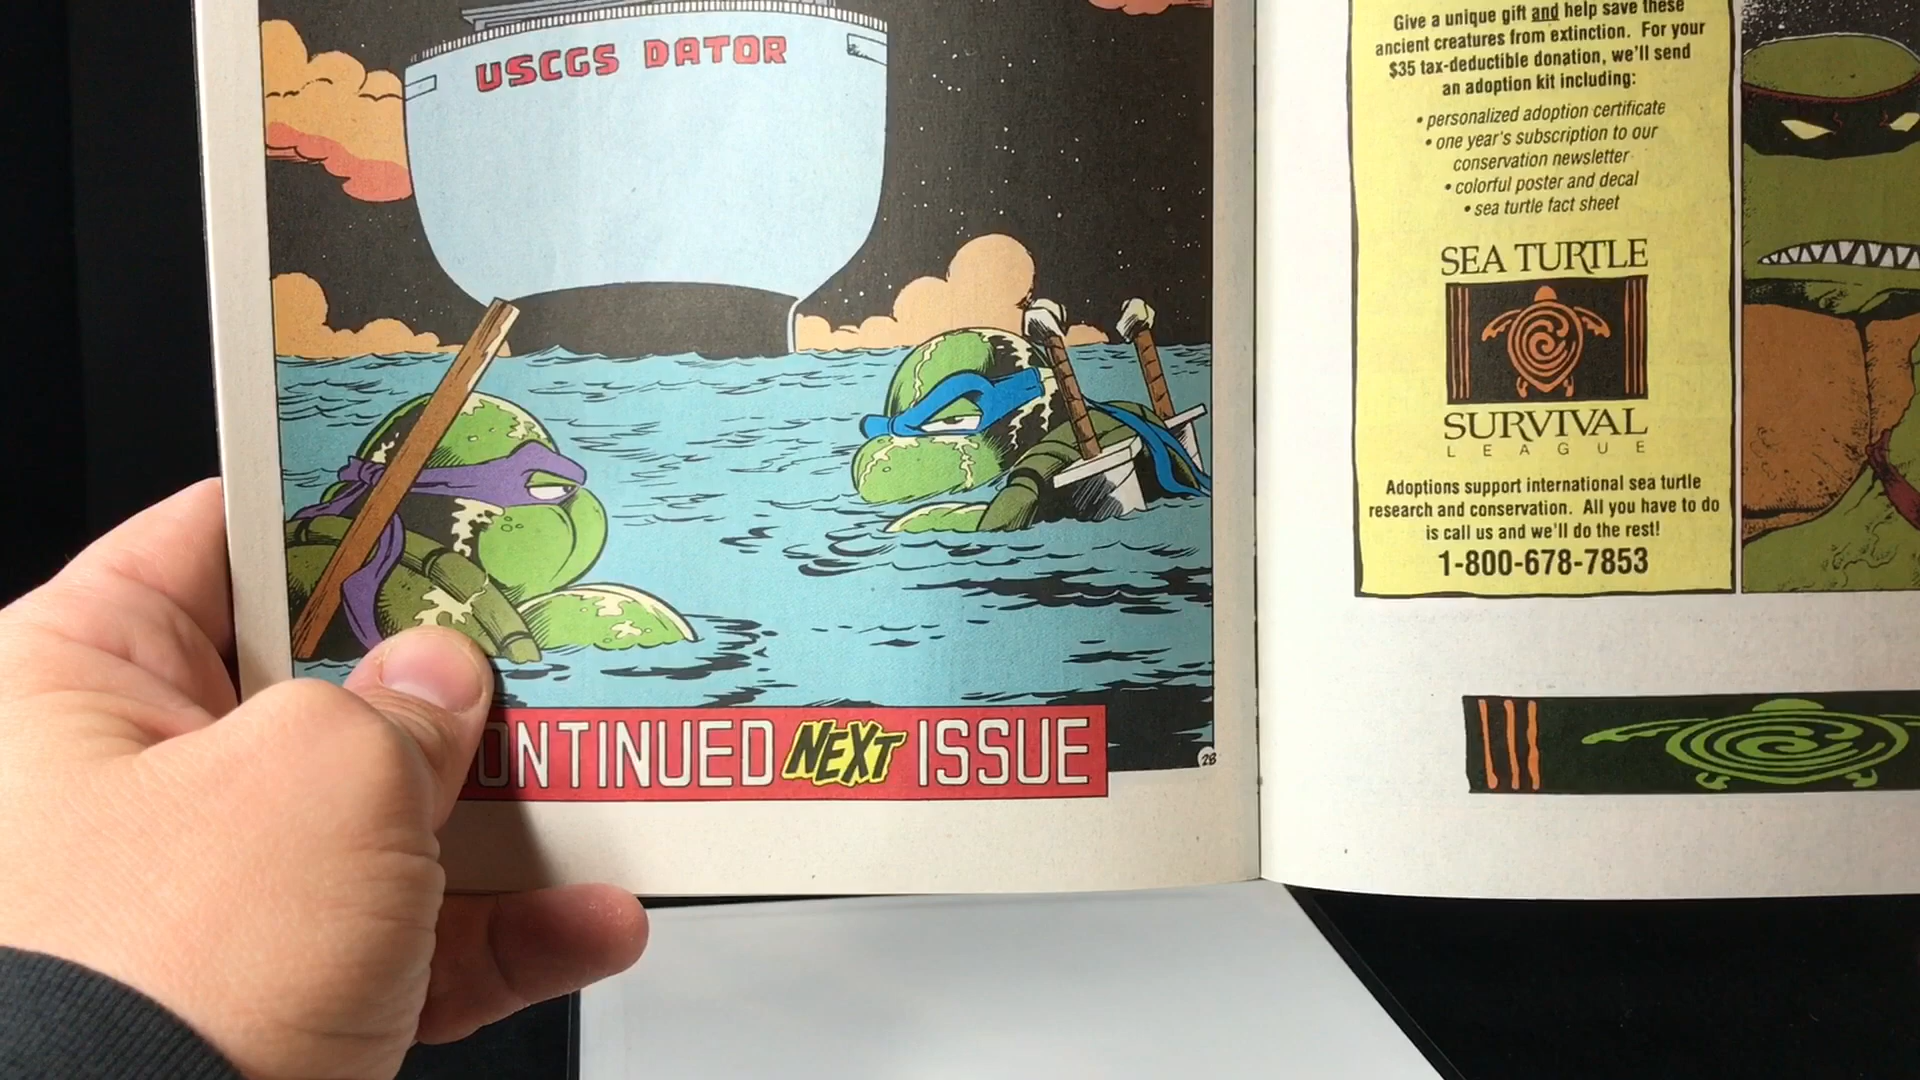 USCGS DATOR
ONTINUED NEXT ISSUE
28
Give a unique gift and help save these
ancient creatures from extinction. For your
$35 tax-deductible donation, we'll send
an adoption kit including:
• personalized adoption certificate
• one year's subscription to our
conservation newsletter
• colorful poster and decal
• sea turtle fact sheet
SEA TURTLE
SURVIVAL
LEAGUE
Adoptions support international sea turtle
research and conservation. All you have to do
is call us and we'll do the rest!
1-800-678-7853